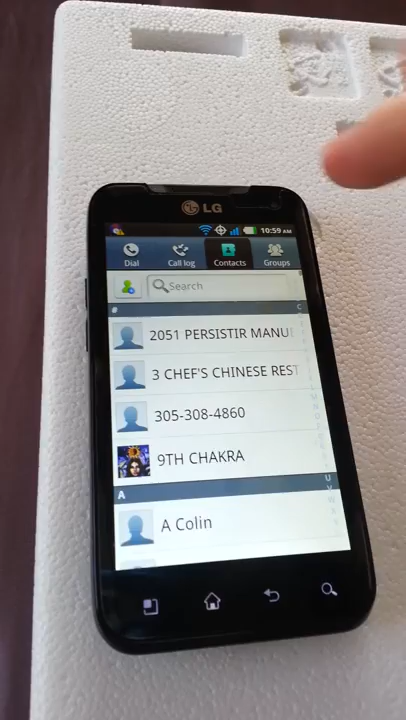 LG
10:59 AM
Dial
Call log
Contacts
Groups
Search
#
2051 PERSISTIR MANU
3 CHEF'S CHINESE REST
305-308-4860
9TH CHAKRA
A
A Colin